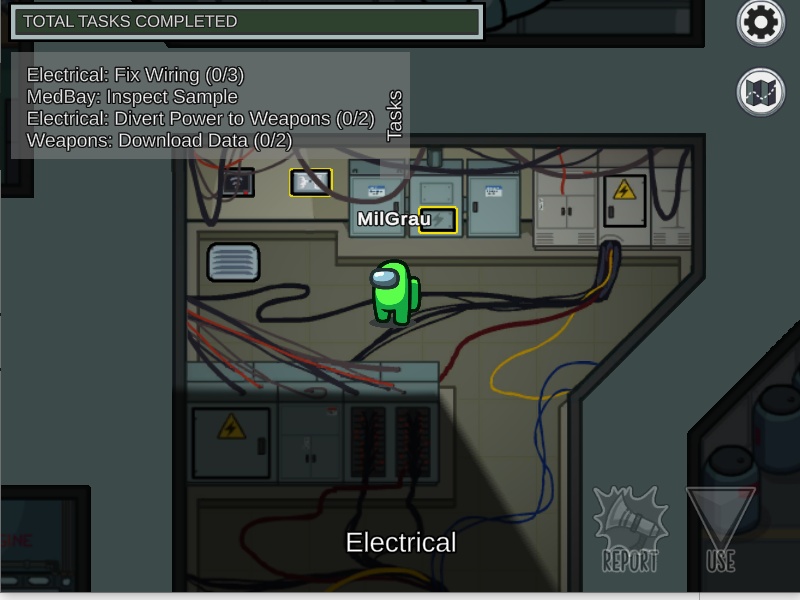 TOTAL TASKS COMPLETED
Electrical: Fix Wiring (0/3)
MedBay: Inspect Sample
Electrical: Divert Power to Weapons (0/2)
Weapons: Download Data (0/2)
Tasks
MilGrau
Electrical
REPORT
USE